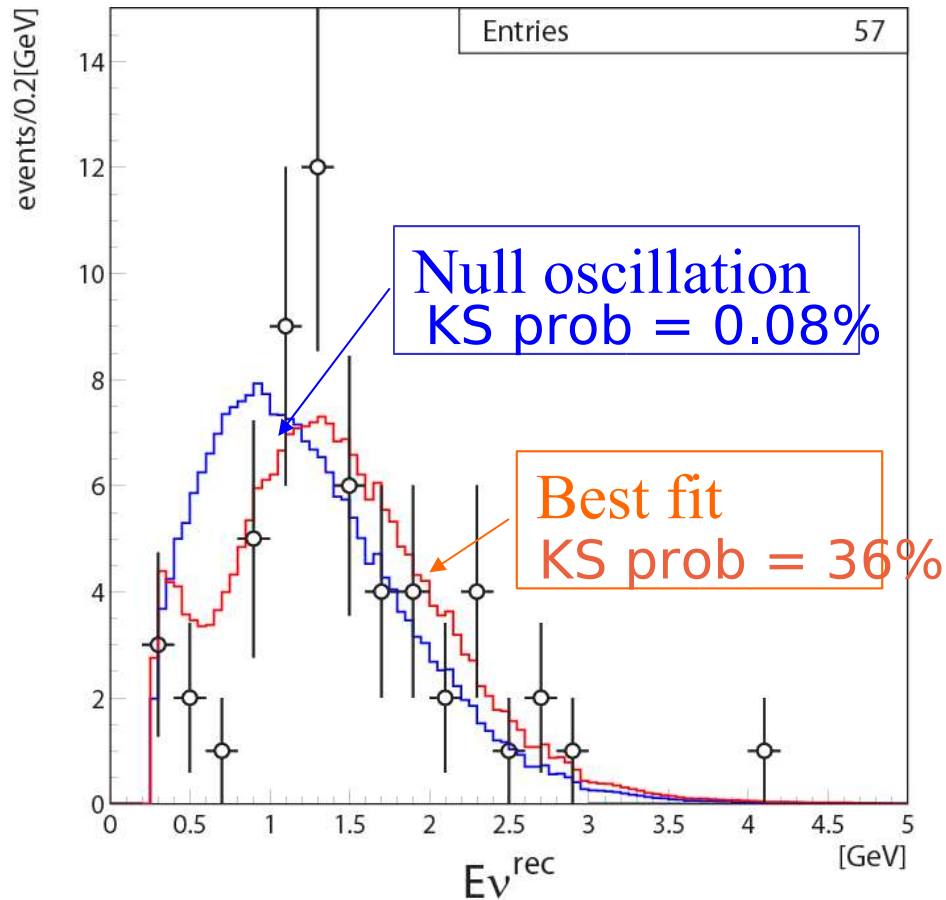 events/0.2[GeV]
Entries 57
14
12
10
8
6
4
2
0
Null oscillation
KS prob = 0.08%
Best fit
KS prob = 36%
0 0.5 1 1.5 2 2.5 3 3.5 4 4.5 5
[GeV]
Eν^rec